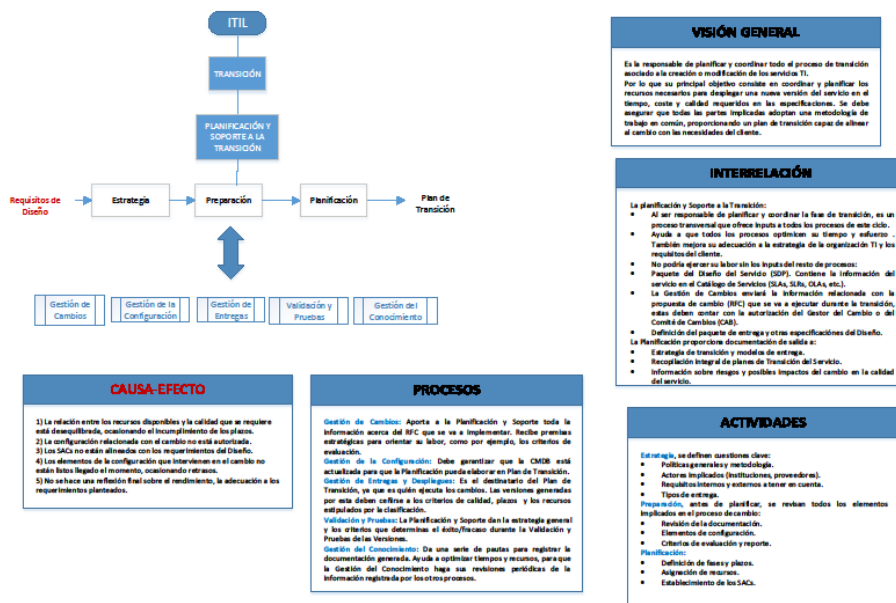 ITIL
TRANSICIÓN
PLANIFICACIÓN Y
SOPORTE A LA
TRANSICIÓN
Requisitos de
Diseño
Estrategia
Preparación
Planificación
Plan de
Transición
Gestión de
Cambios
Gestión de la
Configuración
Gestión de
Entregas
Validación y
Pruebas
Gestión del
Conocimiento
VISIÓN GENERAL
Es la responsable de planificar y coordinar todo el proceso de transición
asociado a la creación o modificación de los servicios TI.
Por lo que su principal objetivo consiste en coordinar y planificar los
recursos necesarios para desplegar una nueva versión del servicio en el
tiempo, coste y calidad requeridos en las especificaciones. Se debe
asegurar que todas las partes implicadas adoptan una metodología de
trabajo en común, proporcionando un plan de transición capaz de alinear
al cambio con las necesidades del cliente.
INTERRELACIÓN
La planificación y Soporte a la Transición:
• Al ser responsable de planificar y coordinar la fase de transición, es un
proceso transversal que ofrece inputs a todos los procesos de este ciclo.
• Ayuda a que todos los procesos optimicen su tiempo y esfuerzo .
También mejora su adecuación a la estrategia de la organización TI y los
requisitos del cliente.
• No podría ejercer su labor sin los inputs del resto de procesos:
• Paquete del Diseño del Servicio (SDP). Contiene la información del
servicio en el Catálogo de Servicios (SLAs, SLRs, OLAs, etc.).
• La Gestión de Cambios enviará la información relacionada con la
propuesta de cambio (RFC) que se va a ejecutar durante la transición,
estas deben contar con la autorización del Gestor del Cambio o del
Comité de Cambios (CAB).
• Definición del paquete de entrega y otras especificaciónes del Diseño.
La Planificación proporciona documentación de salida a:
• Estrategia de transición y modelos de entrega.
• Recopilación integral de planes de Transición del Servicio.
• Información sobre riesgos y posibles impactos del cambio en la calidad
del servicio.
CAUSA-EFECTO
1) La relación entre los recursos disponibles y la calidad que se requiere
está desequilibrada, ocasionando el incumplimiento de los plazos.
2) La configuración relacionada con el cambio no está autorizada.
3) Los SACs no están alineados con los requerimientos del Diseño.
4) Los elementos de la configuración que intervienen en el cambio no
están listos llegado el momento, ocasionando retrasos.
5) No se hace una reflexión final sobre el rendimiento, la adecuación a los
requerimientos planteados.
PROCESOS
Gestión de Cambios: Aporta a la Planificación y Soporte toda la
información acerca del RFC que se va a implementar. Recibe premisas
estratégicas para orientar su labor, como por ejemplo, los criterios de
evaluación.
Gestión de la Configuración: Debe garantizar que la CMDB está
actualizada para que la Planificación pueda elaborar en Plan de Transición.
Gestión de Entregas y Despliegues: Es el destinatario del Plan de
Transición, ya que es quién ejecuta los cambios. Las versiones generadas
por esta deben ceñirse a los criterios de calidad, plazos y los recursos
estipulados por la clasificación.
Validación y Pruebas: La Planificación y Soporte dan la estrategia general
y los criterios que determinas el éxito/fracaso durante la Validación y
Pruebas de las Versiones.
Gestión del Conocimiento: Da una serie de pautas para registrar la
documentación generada. Ayuda a optimizar tiempos y recursos, para que
la Gestión del Conocimiento haga sus revisiones periódicas de la
información registrada por los otros procesos.
ACTIVIDADES
Estrategia, se definen cuestiones clave:
• Políticas generales y metodología.
• Actores implicados (instituciones, proveedores).
• Requisitos internos y externos a tener en cuenta.
• Tipos de entrega.
Preparación, antes de planificar, se revisan todos los elementos
implicados en el proceso de cambio:
• Revisión de la documentación.
• Elementos de configuración.
• Criterios de evaluación y reporte.
Planificación:
• Definición de fases y plazos.
• Asignación de recursos.
• Establecimiento de los SACs.